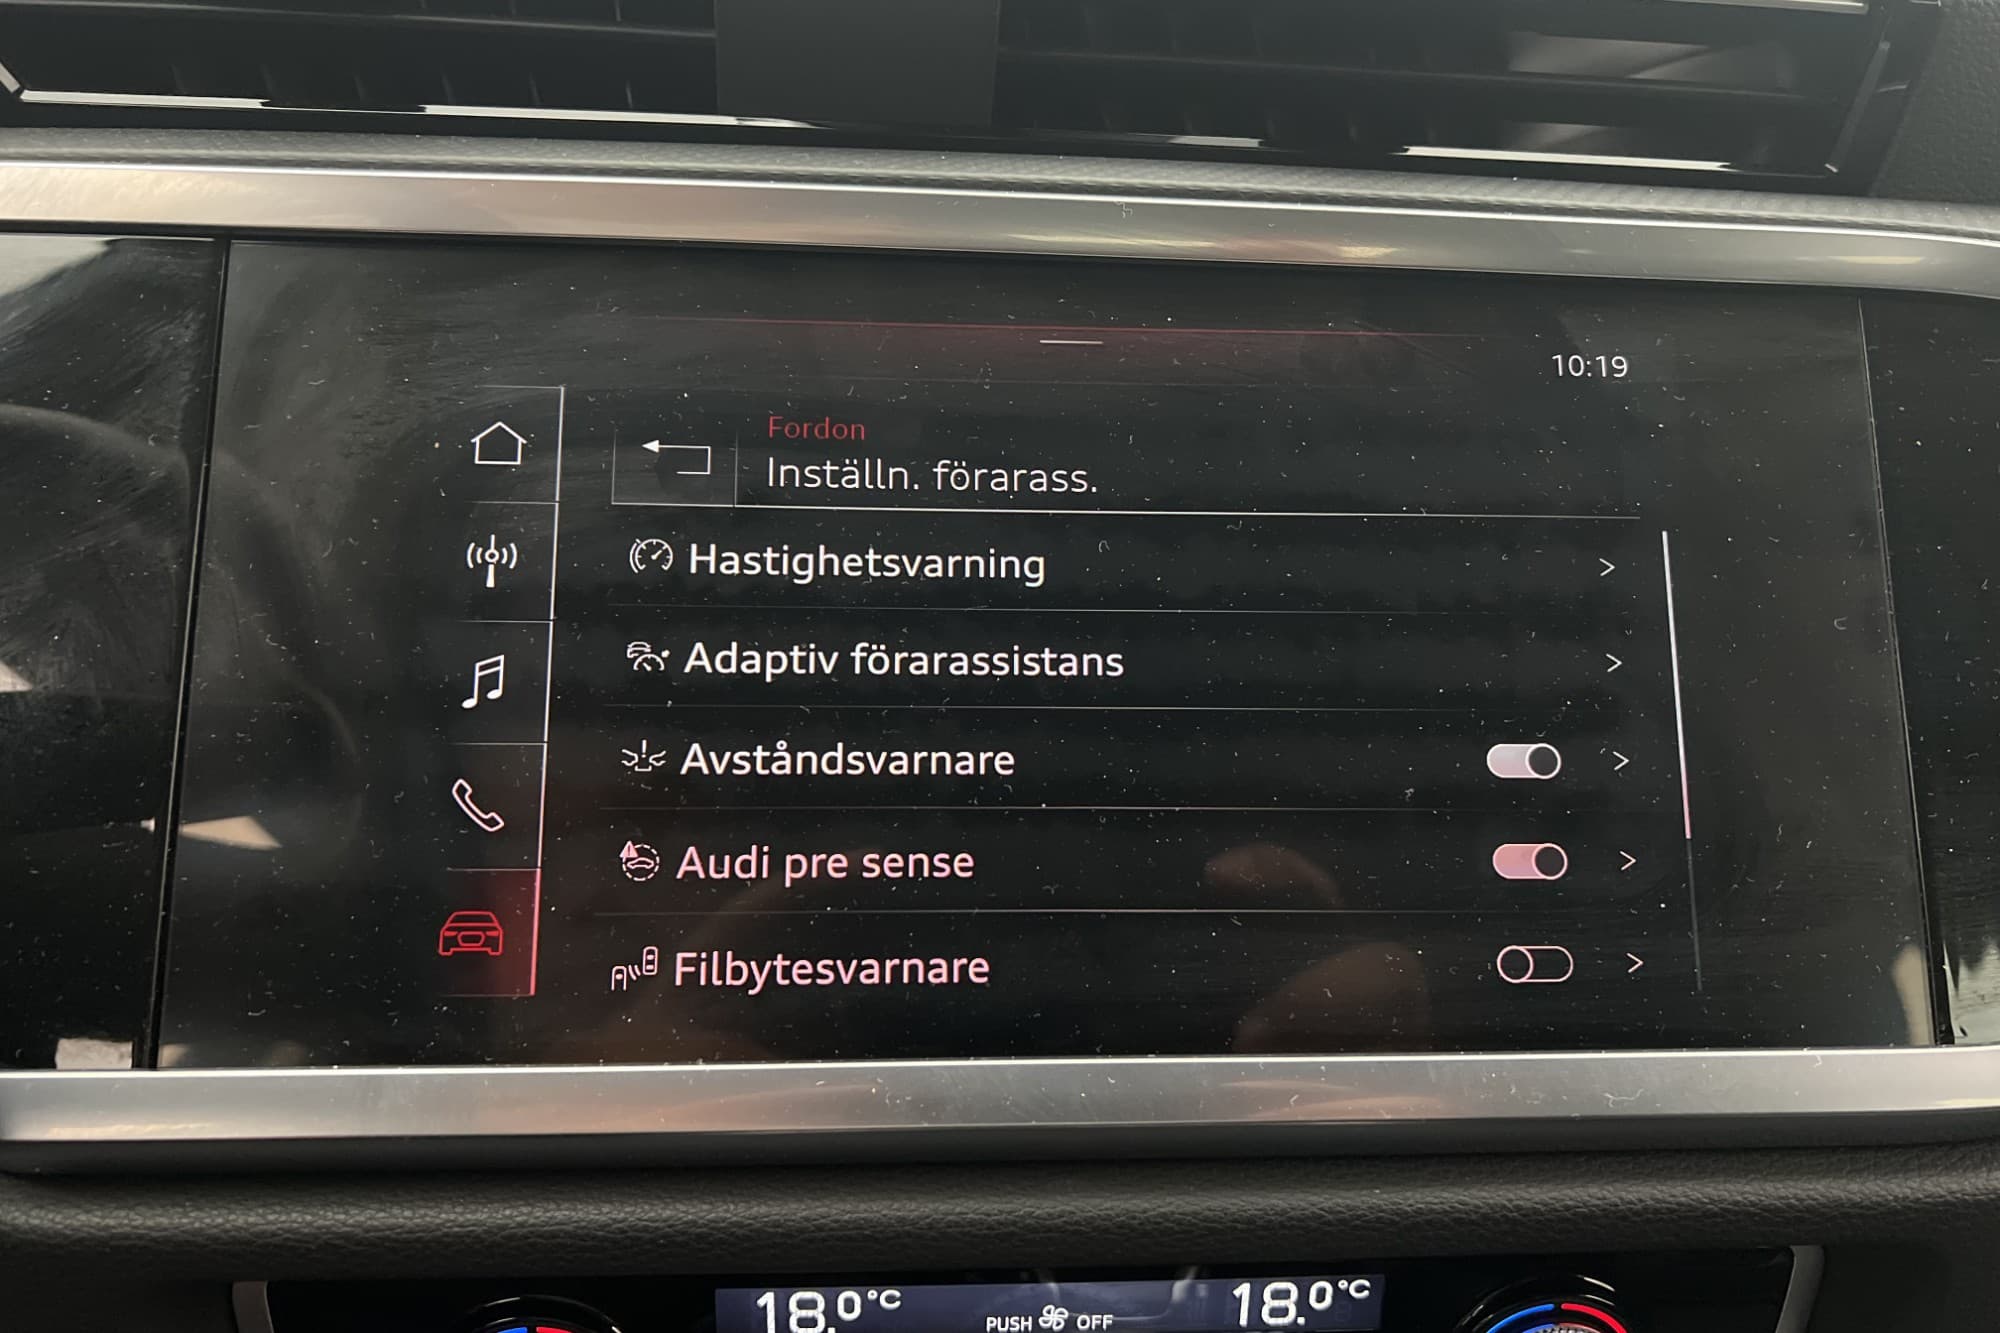 10:19
Fordon
Inställn. förarass.
Hastighetsvarning
Adaptiv förarassistans
Avståndsvarnare
Audi pre sense
Filbytesvarnare
18.0°C PUSH OFF 18.0°C